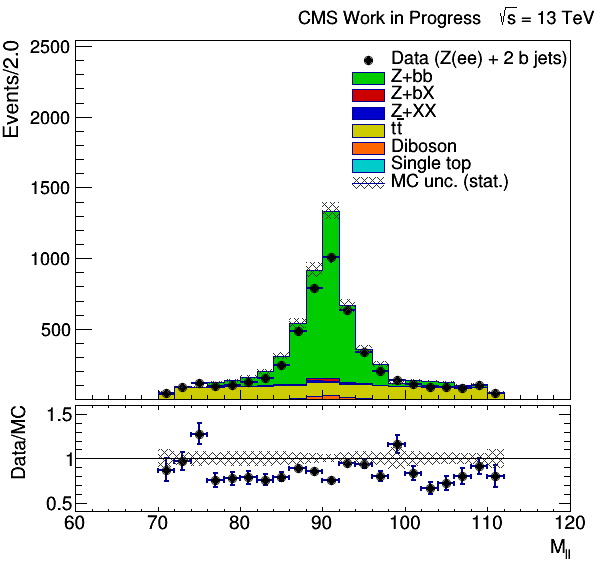 CMS Work in Progress √s = 13 TeV
Events/2.0
2500
2000
1500
1000
500
Data (Z(ee) + 2 b jets)
Z+bb
Z+bX
Z+XX
tt̄
Diboson
Single top
MC unc. (stat.)
Data/MC
1.5
1
0.5
60 70 80 90 100 110 120
M_ll